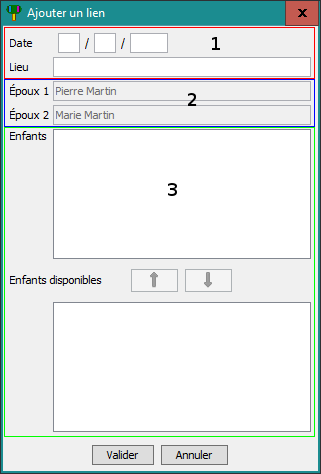 Ajouter un lien x
Date / / 1
Lieu
Époux 1 Pierre Martin
2
Époux 2 Marie Martin
Enfants
3
Enfants disponibles
Valider Annuler